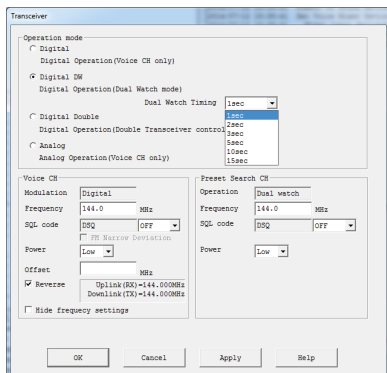 Transceiver
Operation mode
Digital
Digital Operation(Voice CH only)
Digital DW
Digital Operation(Dual Watch mode)
Dual Watch Timing 1sec
1sec
2sec
3sec
5sec
10sec
15sec
Digital Double
Digital Operation(Double Transceiver control
Analog
Analog Operation(Voice CH only)
Voice CH
Modulation Digital
Frequency 144.0 MHz
SQL code DSQ OFF
FM Narrow Deviation
Power Low
Offset MHz
Reverse Uplink(RX)=144.000MHz
Downlink(TX)=144.000MHz
Hide frequecy settings
Preset Search CH
Operation Dual watch
Frequency 144.0 MHz
SQL code DSQ OFF
Power Low
OK Cancel Apply Help